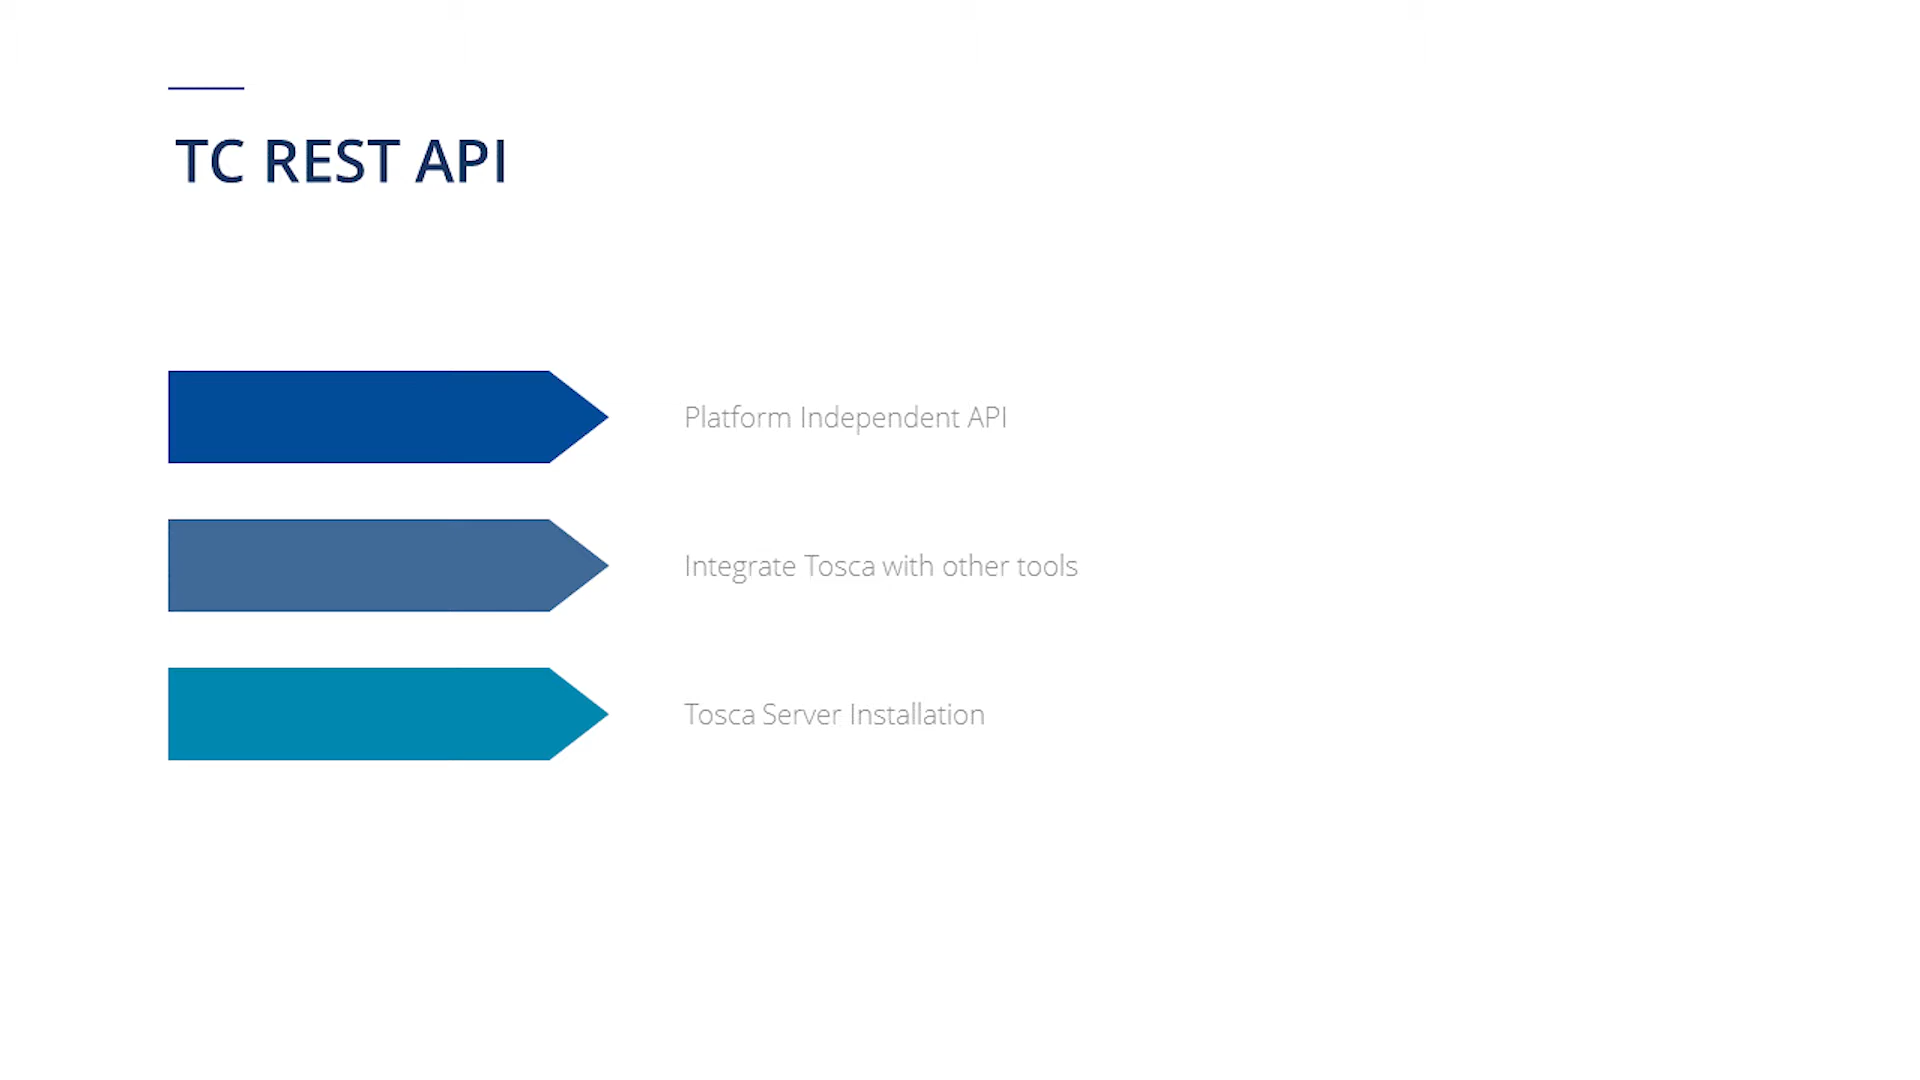 TC REST API
Platform Independent API
Integrate Tosca with other tools
Tosca Server Installation